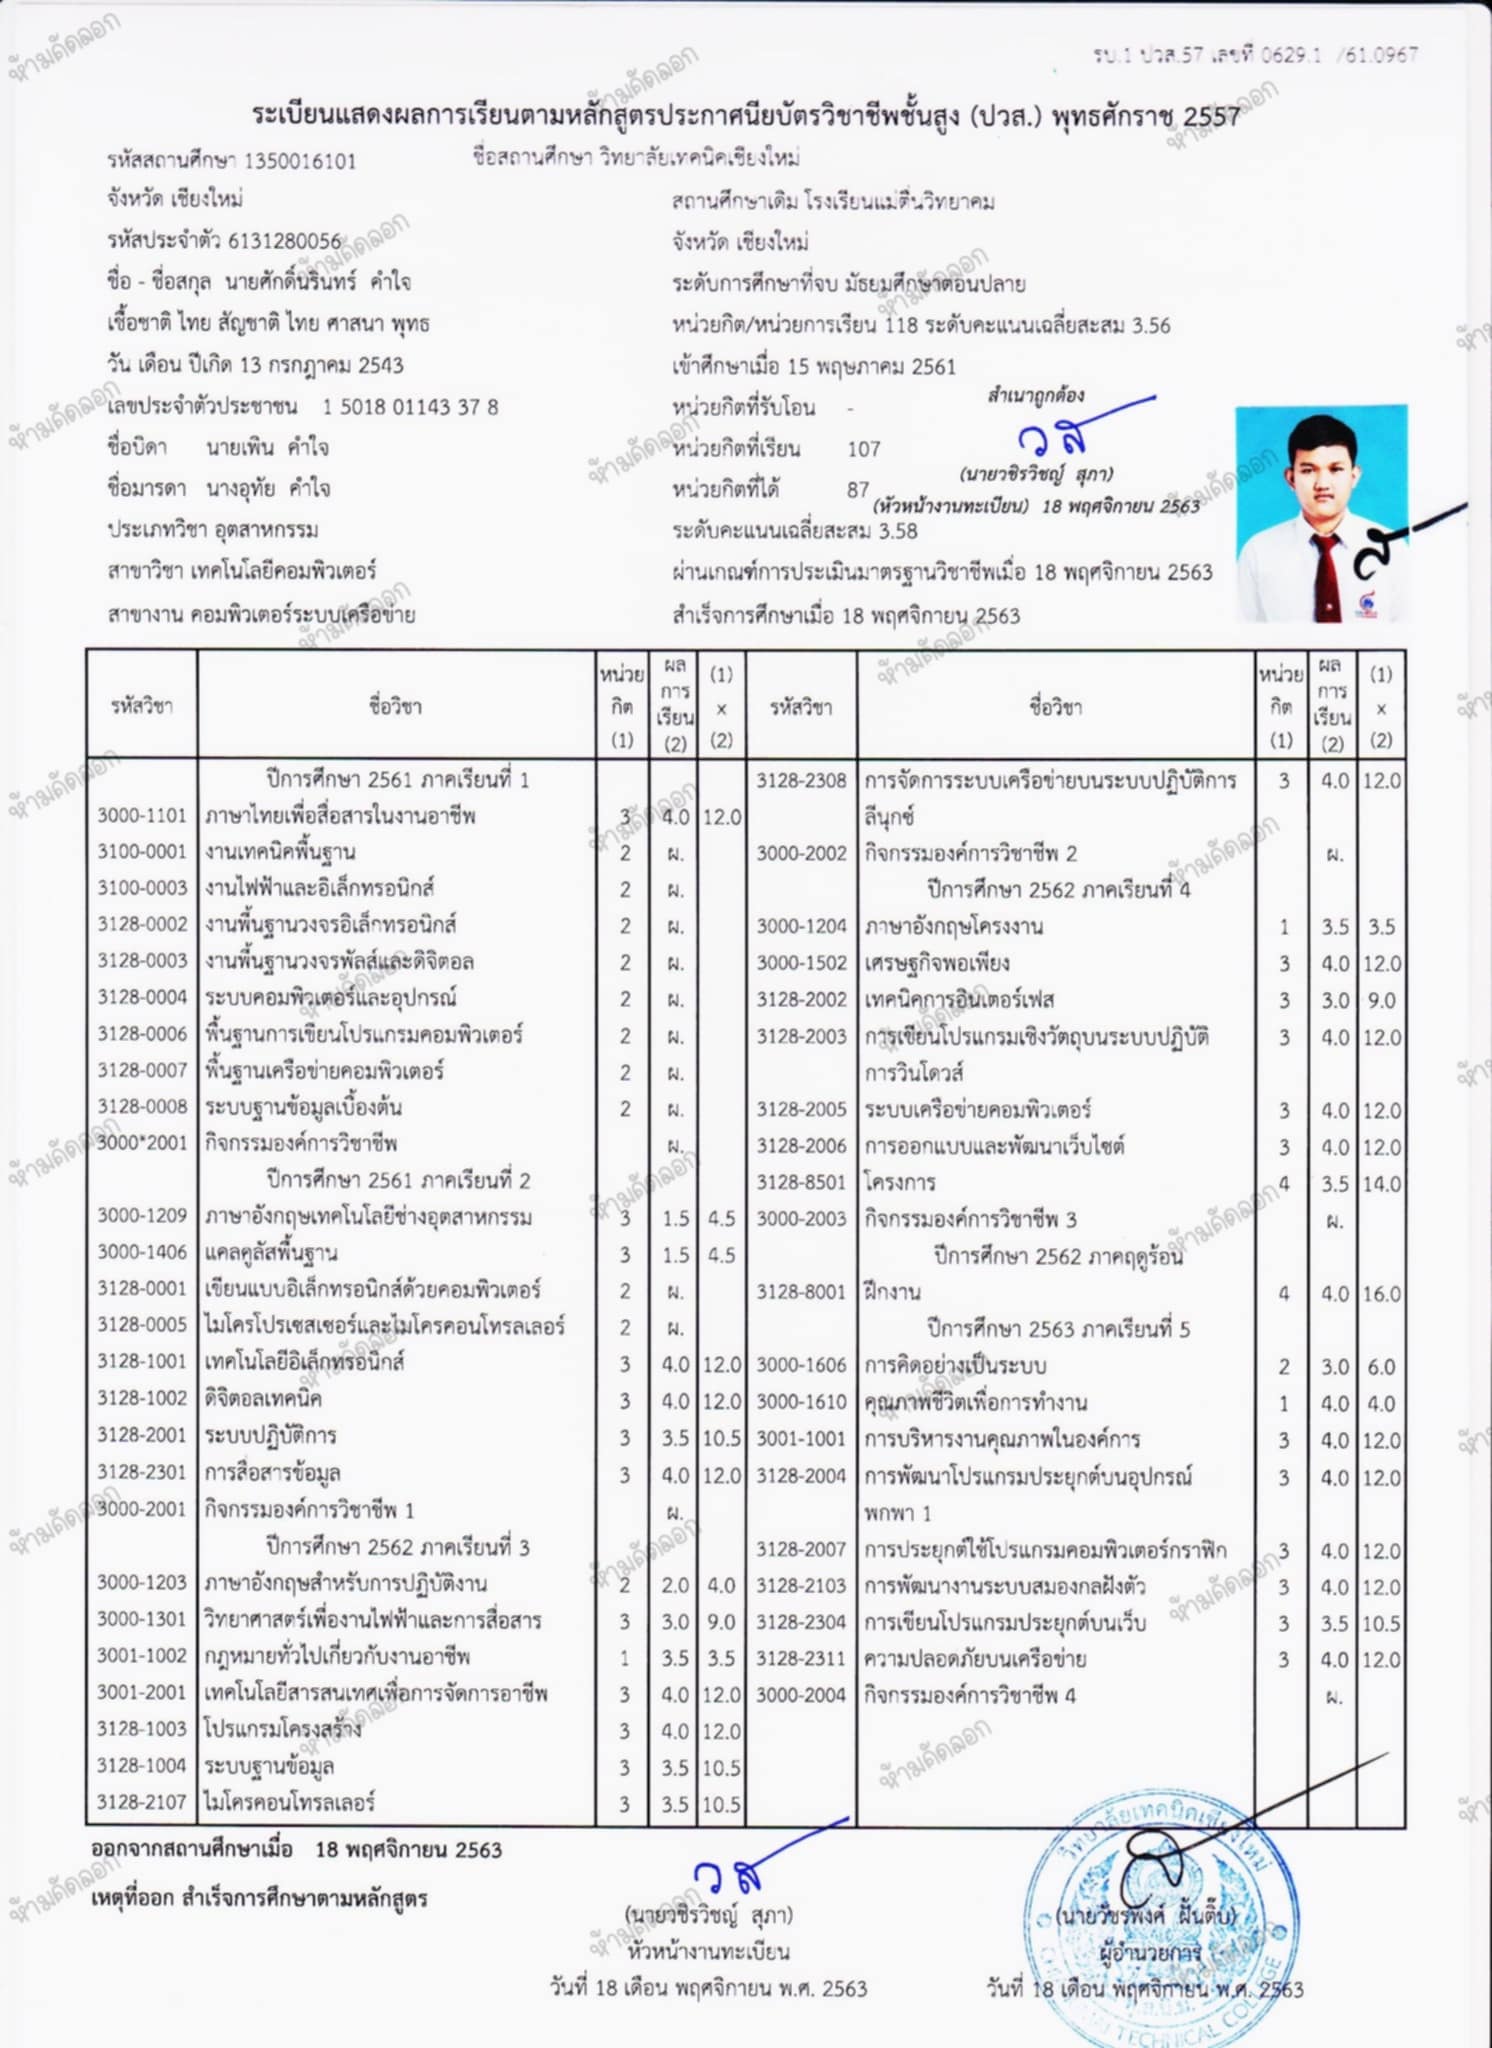 รบ.1 ปวส.57 เลขที่ 0629.1 /61.0967
ระเบียนแสดงผลการเรียนตามหลักสูตรประกาศนียบัตรวิชาชีพชั้นสูง (ปวส.) พุทธศักราช 2557
รหัสสถานศึกษา 1350016101 ชื่อสถานศึกษา วิทยาลัยเทคนิคเชียงใหม่
จังหวัด เชียงใหม่ สถานศึกษาเดิม โรงเรียนแม่ตื่นวิทยาคม
รหัสประจำตัว 6131280056 จังหวัด เชียงใหม่
ชื่อ - ชื่อสกุล นายศักดิ์นรินทร์ คำใจ ระดับการศึกษาที่จบ มัธยมศึกษาตอนปลาย
เชื้อชาติ ไทย สัญชาติ ไทย ศาสนา พุทธ หน่วยกิต/หน่วยการเรียน 118 ระดับคะแนนเฉลี่ยสะสม 3.56
วัน เดือน ปีเกิด 13 กรกฎาคม 2543 เข้าศึกษาเมื่อ 15 พฤษภาคม 2561
สำเนาถูกต้อง
เลขประจำตัวประชาชน 1 5018 01143 37 8 หน่วยกิตที่รับโอน -
วส
ชื่อบิดา นายเพิน คำใจ หน่วยกิตที่เรียน 107
(นายวชิรวิชญ์ สุภา)
ชื่อมารดา นางอุทัย คำใจ หน่วยกิตที่ได้ 87
(หัวหน้างานทะเบียน) 18 พฤศจิกายน 2563
ประเภทวิชา อุตสาหกรรม ระดับคะแนนเฉลี่ยสะสม 3.58
สาขาวิชา เทคโนโลยีคอมพิวเตอร์ ผ่านเกณฑ์การประเมินมาตรฐานวิชาชีพเมื่อ 18 พฤศจิกายน 2563
สาขางาน คอมพิวเตอร์ระบบเครือข่าย สำเร็จการศึกษาเมื่อ 18 พฤศจิกายน 2563
รหัสวิชา ชื่อวิชา หน่วยกิต (1) ผลการเรียน (2) (1) x (2)
ปีการศึกษา 2561 ภาคเรียนที่ 1
3000-1101 ภาษาไทยเพื่อสื่อสารในงานอาชีพ 3 4.0 12.0
3100-0001 งานเทคนิคพื้นฐาน 2 ผ.
3100-0003 งานไฟฟ้าและอิเล็กทรอนิกส์ 2 ผ.
3128-0002 งานพื้นฐานวงจรอิเล็กทรอนิกส์ 2 ผ.
3128-0003 งานพื้นฐานวงจรพัลส์และดิจิตอล 2 ผ.
3128-0004 ระบบคอมพิวเตอร์และอุปกรณ์ 2 ผ.
3128-0006 พื้นฐานการเขียนโปรแกรมคอมพิวเตอร์ 2 ผ.
3128-0007 พื้นฐานเครือข่ายคอมพิวเตอร์ 2 ผ.
3128-0008 ระบบฐานข้อมูลเบื้องต้น 2 ผ.
3000*2001 กิจกรรมองค์การวิชาชีพ ผ.
ปีการศึกษา 2561 ภาคเรียนที่ 2
3000-1209 ภาษาอังกฤษเทคโนโลยีช่างอุตสาหกรรม 3 1.5 4.5
3000-1406 แคลคูลัสพื้นฐาน 3 1.5 4.5
3128-0001 เขียนแบบอิเล็กทรอนิกส์ด้วยคอมพิวเตอร์ 2 ผ.
3128-0005 ไมโครโปรเซสเซอร์และไมโครคอนโทรลเลอร์ 2 ผ.
3128-1001 เทคโนโลยีอิเล็กทรอนิกส์ 3 4.0 12.0
3128-1002 ดิจิตอลเทคนิค 3 4.0 12.0
3128-2001 ระบบปฏิบัติการ 3 3.5 10.5
3128-2301 การสื่อสารข้อมูล 3 4.0 12.0
3000-2001 กิจกรรมองค์การวิชาชีพ 1 ผ.
ปีการศึกษา 2562 ภาคเรียนที่ 3
3000-1203 ภาษาอังกฤษสำหรับการปฏิบัติงาน 2 2.0 4.0
3000-1301 วิทยาศาสตร์เพื่องานไฟฟ้าและการสื่อสาร 3 3.0 9.0
3001-1002 กฎหมายทั่วไปเกี่ยวกับงานอาชีพ 1 3.5 3.5
3001-2001 เทคโนโลยีสารสนเทศเพื่อการจัดการอาชีพ 3 4.0 12.0
3128-1003 โปรแกรมโครงสร้าง 3 4.0 12.0
3128-1004 ระบบฐานข้อมูล 3 3.5 10.5
3128-2107 ไมโครคอนโทรลเลอร์ 3 3.5 10.5
รหัสวิชา ชื่อวิชา หน่วยกิต (1) ผลการเรียน (2) (1) x (2)
3128-2308 การจัดการระบบเครือข่ายบนระบบปฏิบัติการ 3 4.0 12.0
ลีนุกซ์
3000-2002 กิจกรรมองค์การวิชาชีพ 2 ผ.
ปีการศึกษา 2562 ภาคเรียนที่ 4
3000-1204 ภาษาอังกฤษโครงงาน 1 3.5 3.5
3000-1502 เศรษฐกิจพอเพียง 3 4.0 12.0
3128-2002 เทคนิคการอินเตอร์เฟส 3 3.0 9.0
3128-2003 การเขียนโปรแกรมเชิงวัตถุบนระบบปฏิบัติ 3 4.0 12.0
การวินโดวส์
3128-2005 ระบบเครือข่ายคอมพิวเตอร์ 3 4.0 12.0
3128-2006 การออกแบบและพัฒนาเว็บไซต์ 3 4.0 12.0
3128-8501 โครงการ 4 3.5 14.0
3000-2003 กิจกรรมองค์การวิชาชีพ 3 ผ.
ปีการศึกษา 2562 ภาคฤดูร้อน
3128-8001 ฝึกงาน 4 4.0 16.0
ปีการศึกษา 2563 ภาคเรียนที่ 5
3000-1606 การคิดอย่างเป็นระบบ 2 3.0 6.0
3000-1610 คุณภาพชีวิตเพื่อการทำงาน 1 4.0 4.0
3001-1001 การบริหารงานคุณภาพในองค์การ 3 4.0 12.0
3128-2004 การพัฒนาโปรแกรมประยุกต์บนอุปกรณ์ 3 4.0 12.0
พกพา 1
3128-2007 การประยุกต์ใช้โปรแกรมคอมพิวเตอร์กราฟิก 3 4.0 12.0
3128-2103 การพัฒนางานระบบสมองกลฝังตัว 3 4.0 12.0
3128-2304 การเขียนโปรแกรมประยุกต์บนเว็บ 3 3.5 10.5
3128-2311 ความปลอดภัยบนเครือข่าย 3 4.0 12.0
3000-2004 กิจกรรมองค์การวิชาชีพ 4 ผ.
ออกจากสถานศึกษาเมื่อ 18 พฤศจิกายน 2563
เหตุที่ออก สำเร็จการศึกษาตามหลักสูตร
วส
(นายวชิรวิชญ์ สุภา)
หัวหน้างานทะเบียน
วันที่ 18 เดือน พฤศจิกายน พ.ศ. 2563
วิทยาลัยเทคนิคเชียงใหม่
(นายวัชรพงศ์ ฝั้นติ๊บ)
ผู้อำนวยการ
วันที่ 18 เดือน พฤศจิกายน พ.ศ. 2563
TECHNICAL COLLEGE
ห้ามคัดลอก